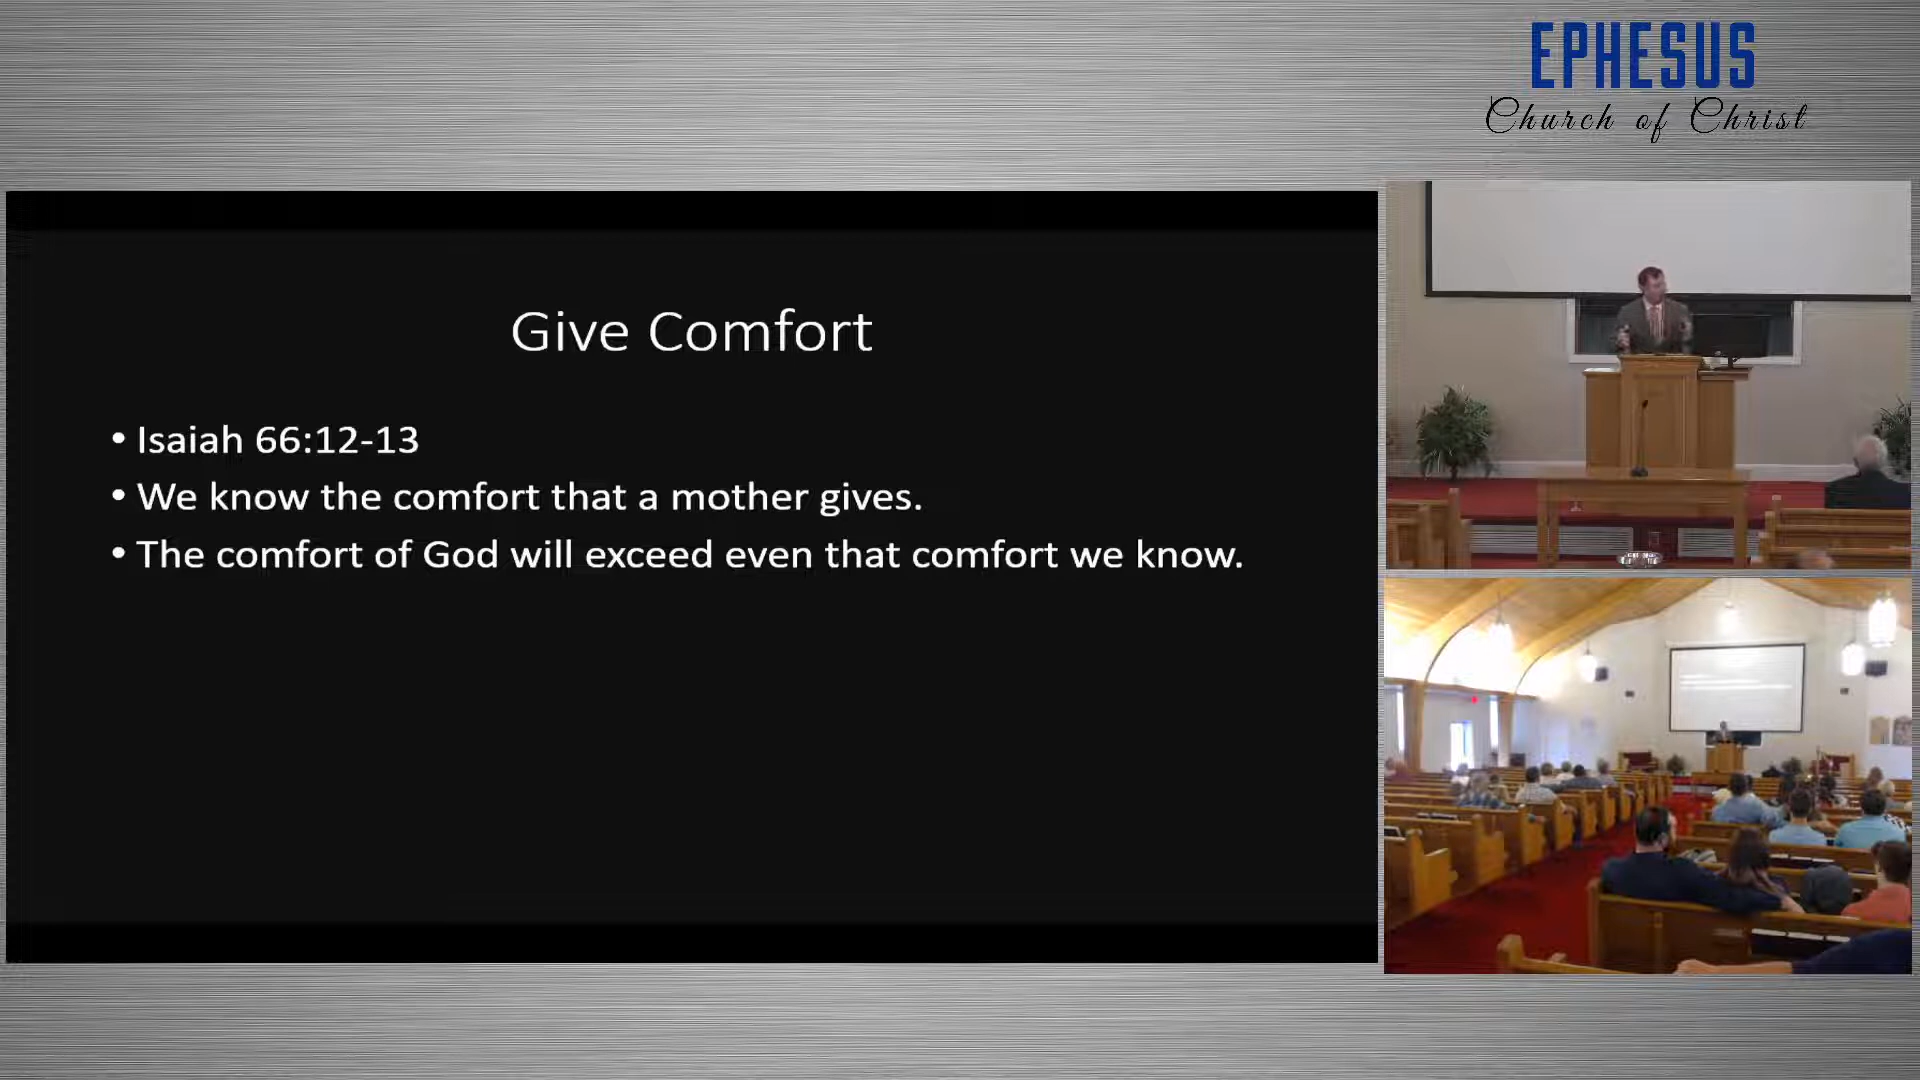 EPHESUS
Church of Christ
Give Comfort
• Isaiah 66:12-13
• We know the comfort that a mother gives.
• The comfort of God will exceed even that comfort we know.